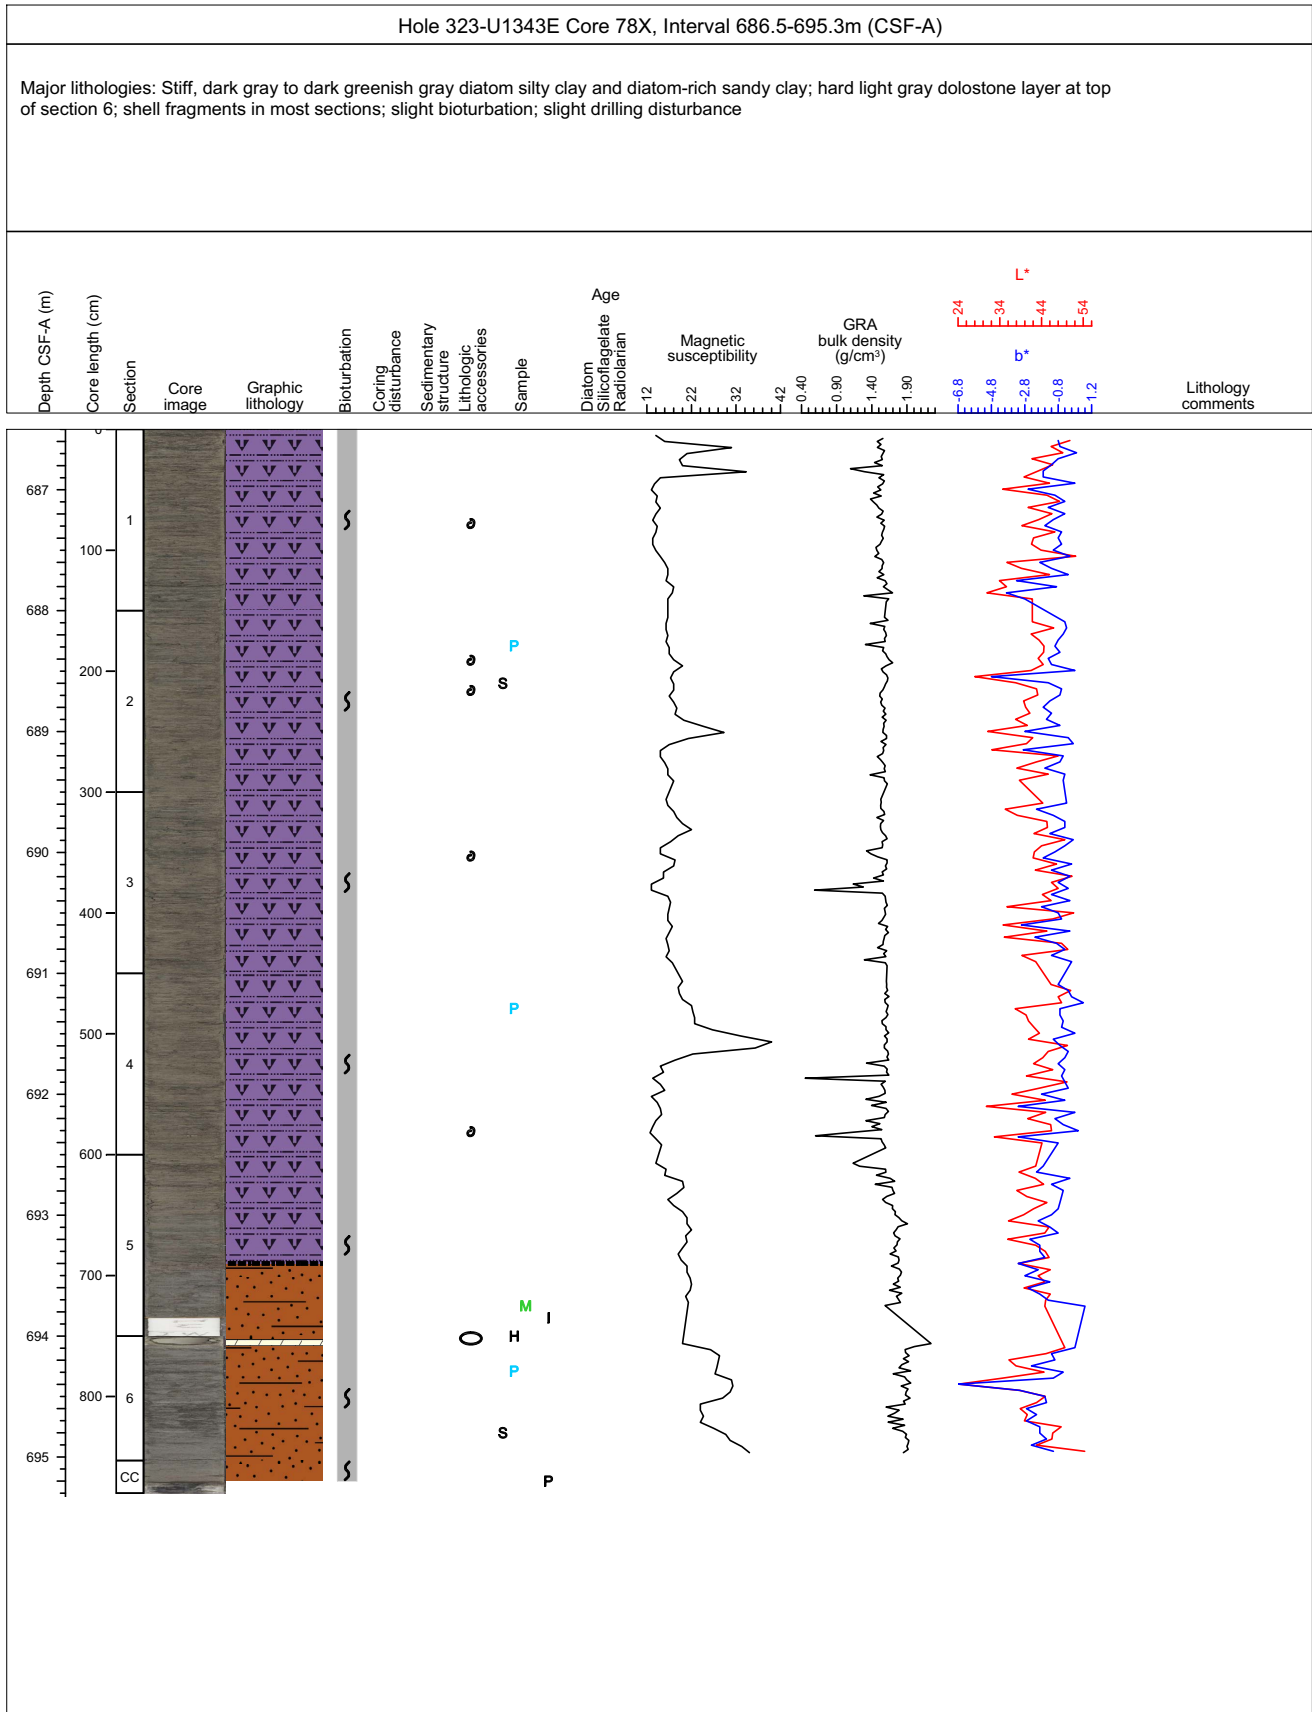 Hole 323-U1343E Core 78X, Interval 686.5-695.3m (CSF-A)
Major lithologies: Stiff, dark gray to dark greenish gray diatom silty clay and diatom-rich sandy clay; hard light gray dolostone layer at top
of section 6; shell fragments in most sections; slight bioturbation; slight drilling disturbance
Depth CSF-A (m)
Core length (cm)
Section
Core
image
Graphic
lithology
Bioturbation
Coring
disturbance
Sedimentary
structure
Lithologic
accessories
Sample
Age
Diatom
Silicoflagelate
Radiolarian
Magnetic
susceptibility
12 22 32 42
GRA
bulk density
(g/cm³)
0.40 0.90 1.40 1.90
L*
24 34 44 54
b*
-6.8 -4.8 -2.8 -0.8 1.2
Lithology
comments
0
687
1
100
688
P
200
S
2
689
300
690
3
400
691
P
500
4
692
600
693
5
700
M
I
694
H
P
800
6
S
695
CC
P